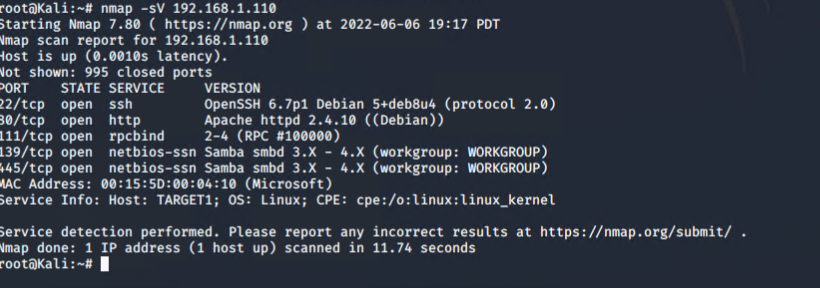 root@Kali:~# nmap -sV 192.168.1.110
Starting Nmap 7.80 ( https://nmap.org ) at 2022-06-06 19:17 PDT
Nmap scan report for 192.168.1.110
Host is up (0.0010s latency).
Not shown: 995 closed ports
PORT    STATE SERVICE     VERSION
22/tcp  open  ssh         OpenSSH 6.7p1 Debian 5+deb8u4 (protocol 2.0)
80/tcp  open  http        Apache httpd 2.4.10 ((Debian))
111/tcp open  rpcbind     2-4 (RPC #100000)
139/tcp open  netbios-ssn Samba smbd 3.X - 4.X (workgroup: WORKGROUP)
445/tcp open  netbios-ssn Samba smbd 3.X - 4.X (workgroup: WORKGROUP)
MAC Address: 00:15:5D:00:04:10 (Microsoft)
Service Info: Host: TARGET1; OS: Linux; CPE: cpe:/o:linux:linux_kernel
Service detection performed. Please report any incorrect results at https://nmap.org/submit/ .
Nmap done: 1 IP address (1 host up) scanned in 11.74 seconds
root@Kali:~#